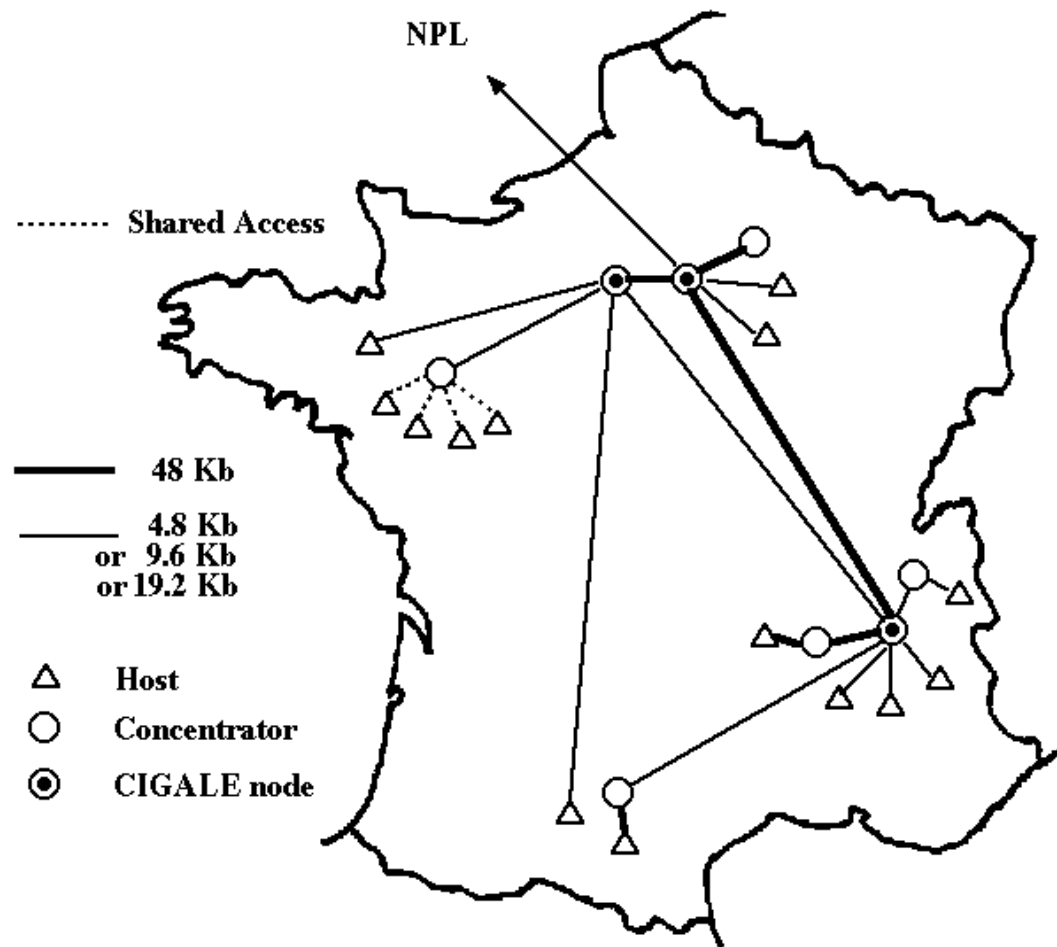 NPL
Shared Access
48 Kb
4.8 Kb
or 9.6 Kb
or 19.2 Kb
Host
Concentrator
CIGALE node